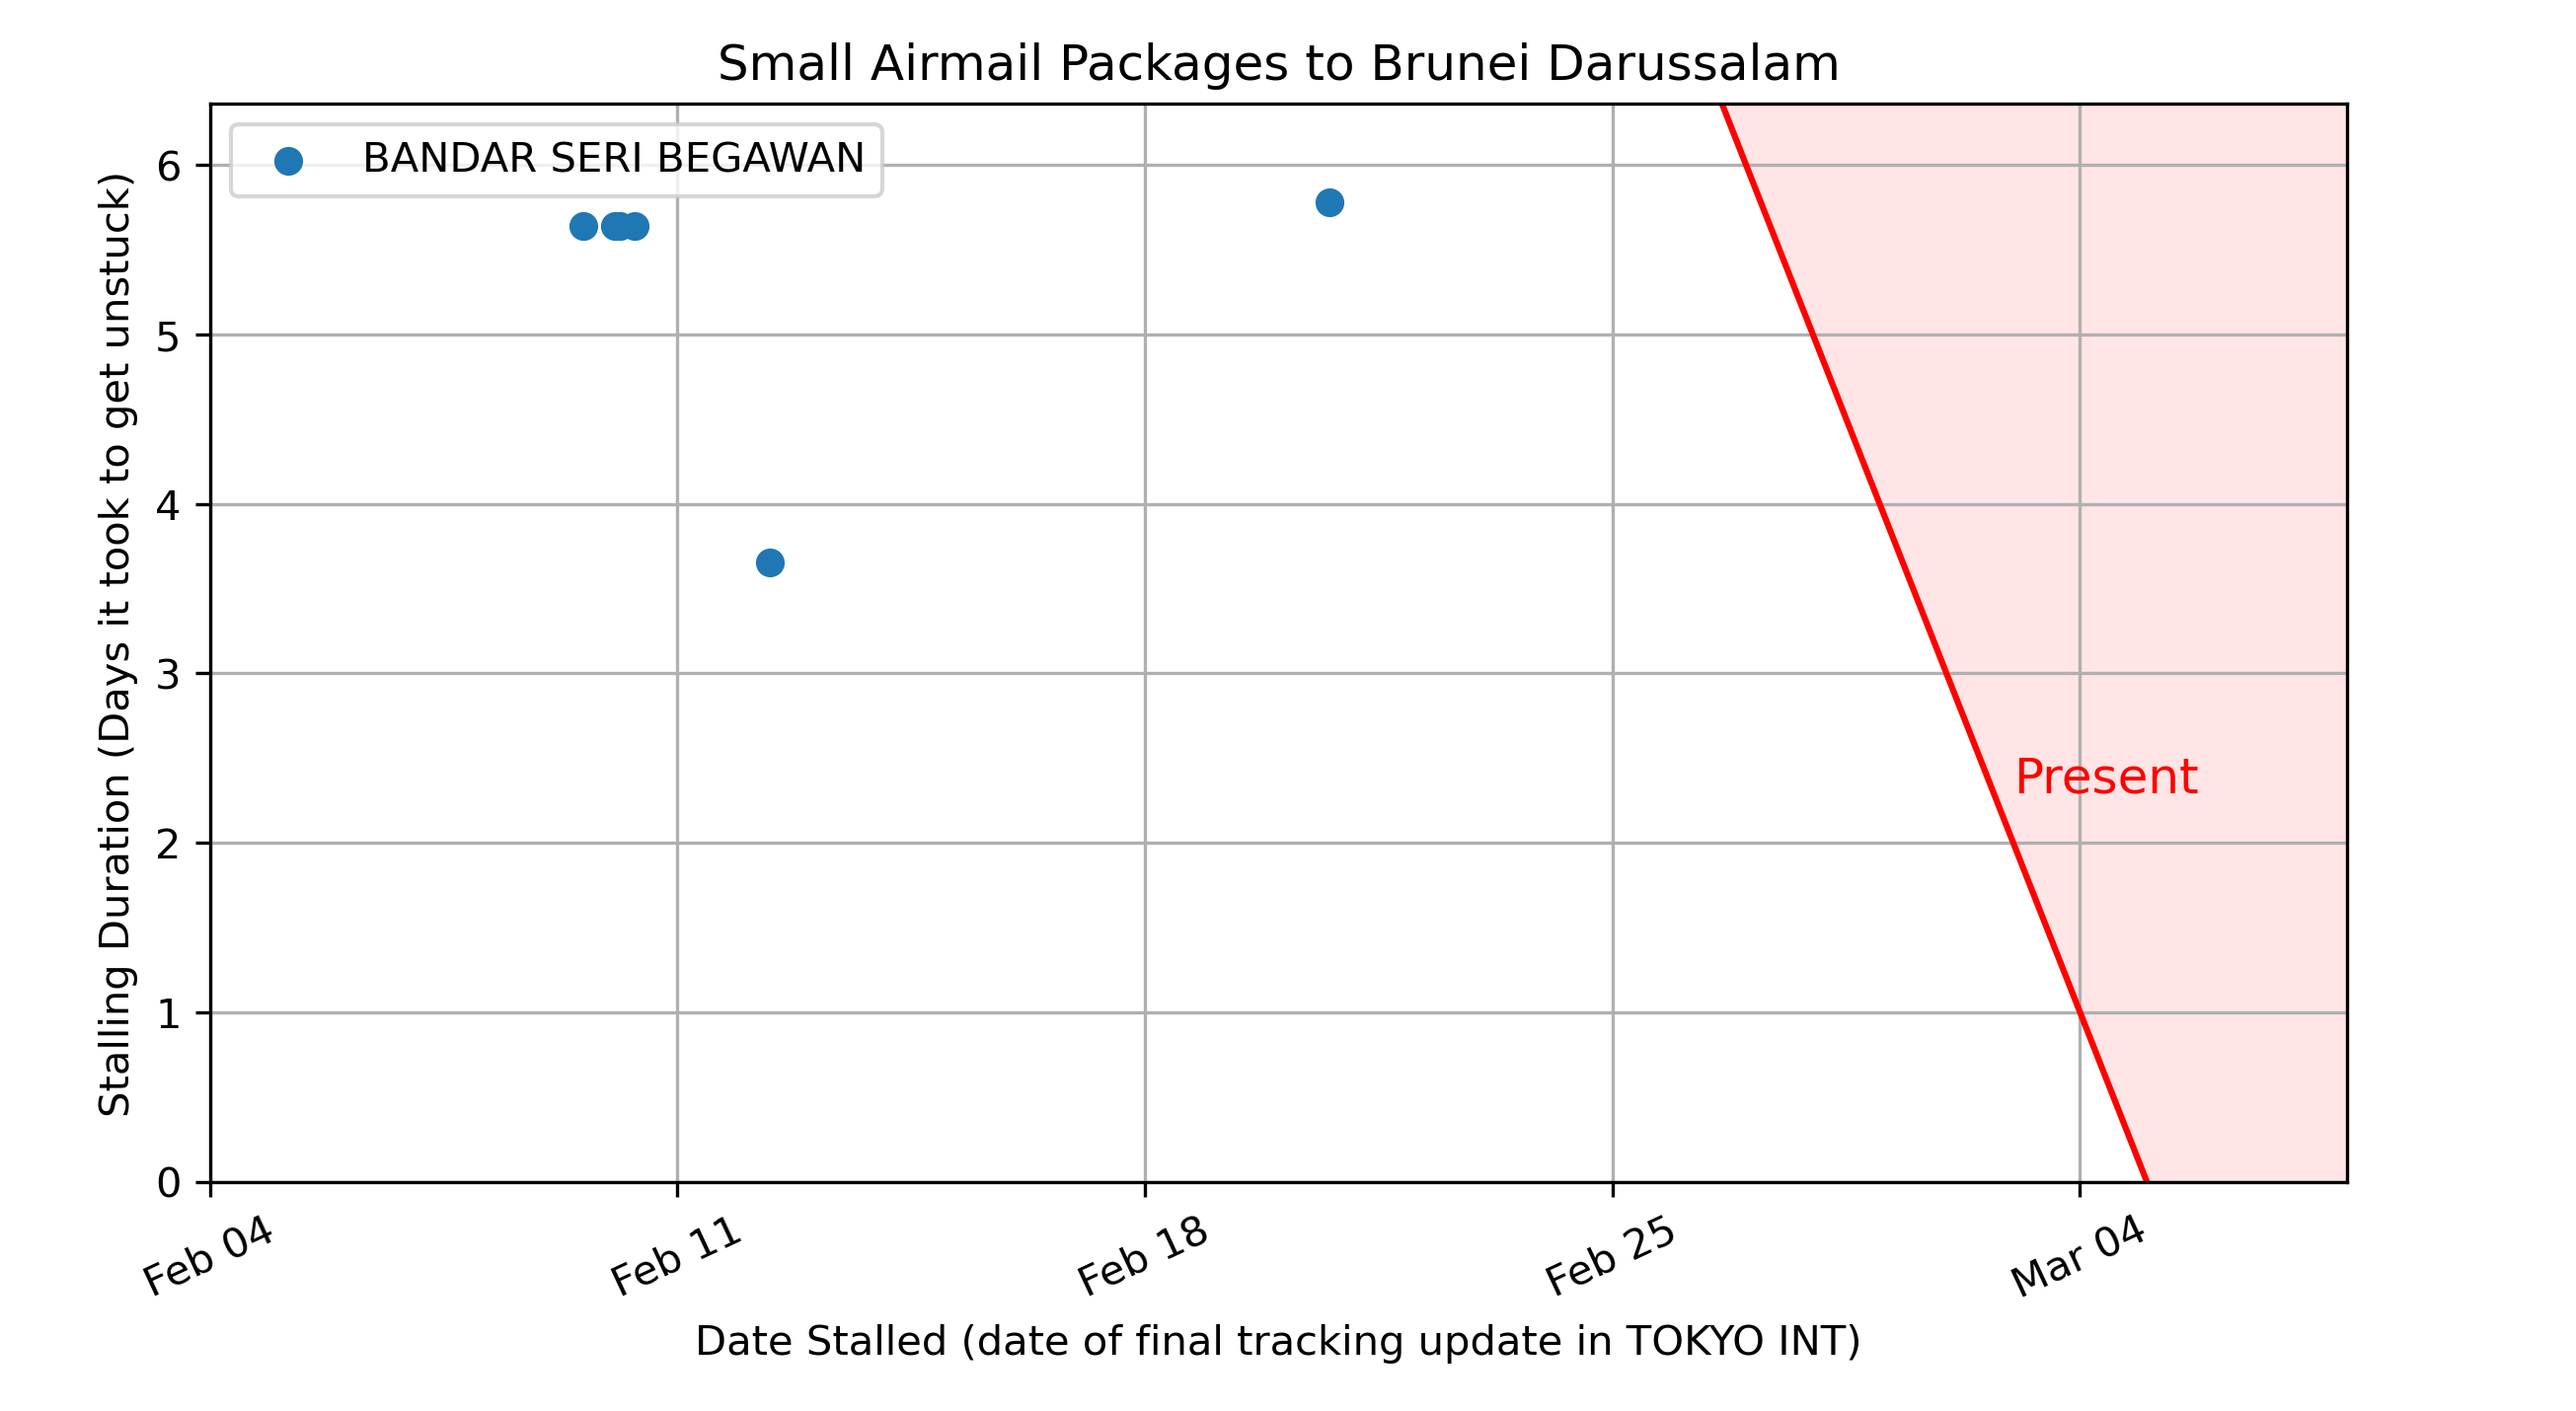 Small Airmail Packages to Brunei Darussalam
BANDAR SERI BEGAWAN
Stalling Duration (Days it took to get unstuck)
6
5
4
3
2
1
0
Present
Feb 04
Feb 11
Feb 18
Feb 25
Mar 04
Date Stalled (date of final tracking update in TOKYO INT)